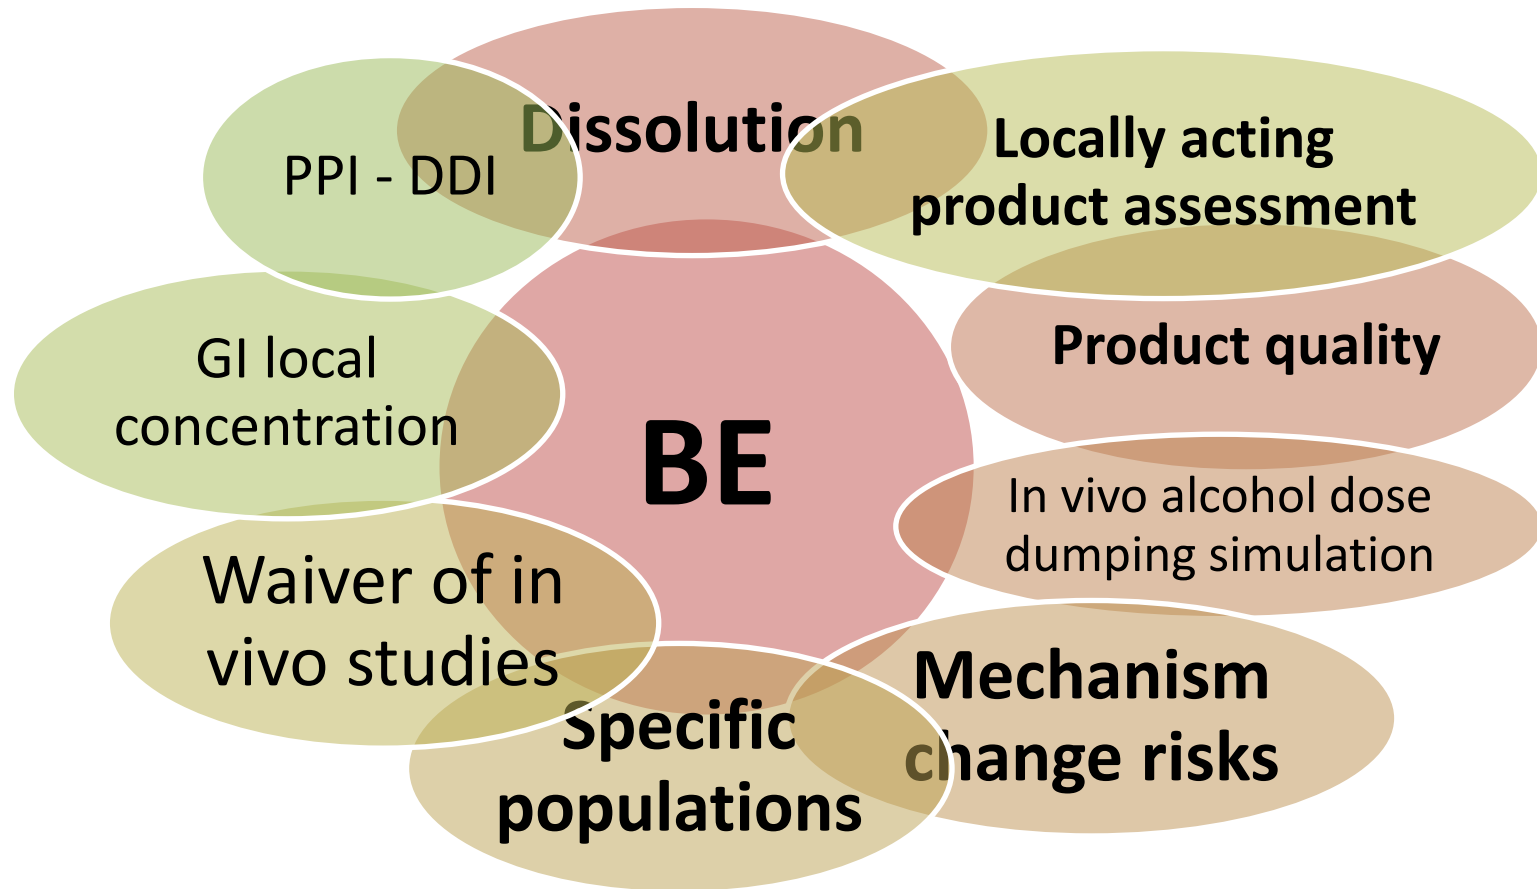 Dissolution
Locally acting
product assessment
PPI - DDI
Product quality
GI local
concentration
BE
In vivo alcohol dose
dumping simulation
Waiver of in
vivo studies
Mechanism
change risks
Specific
populations